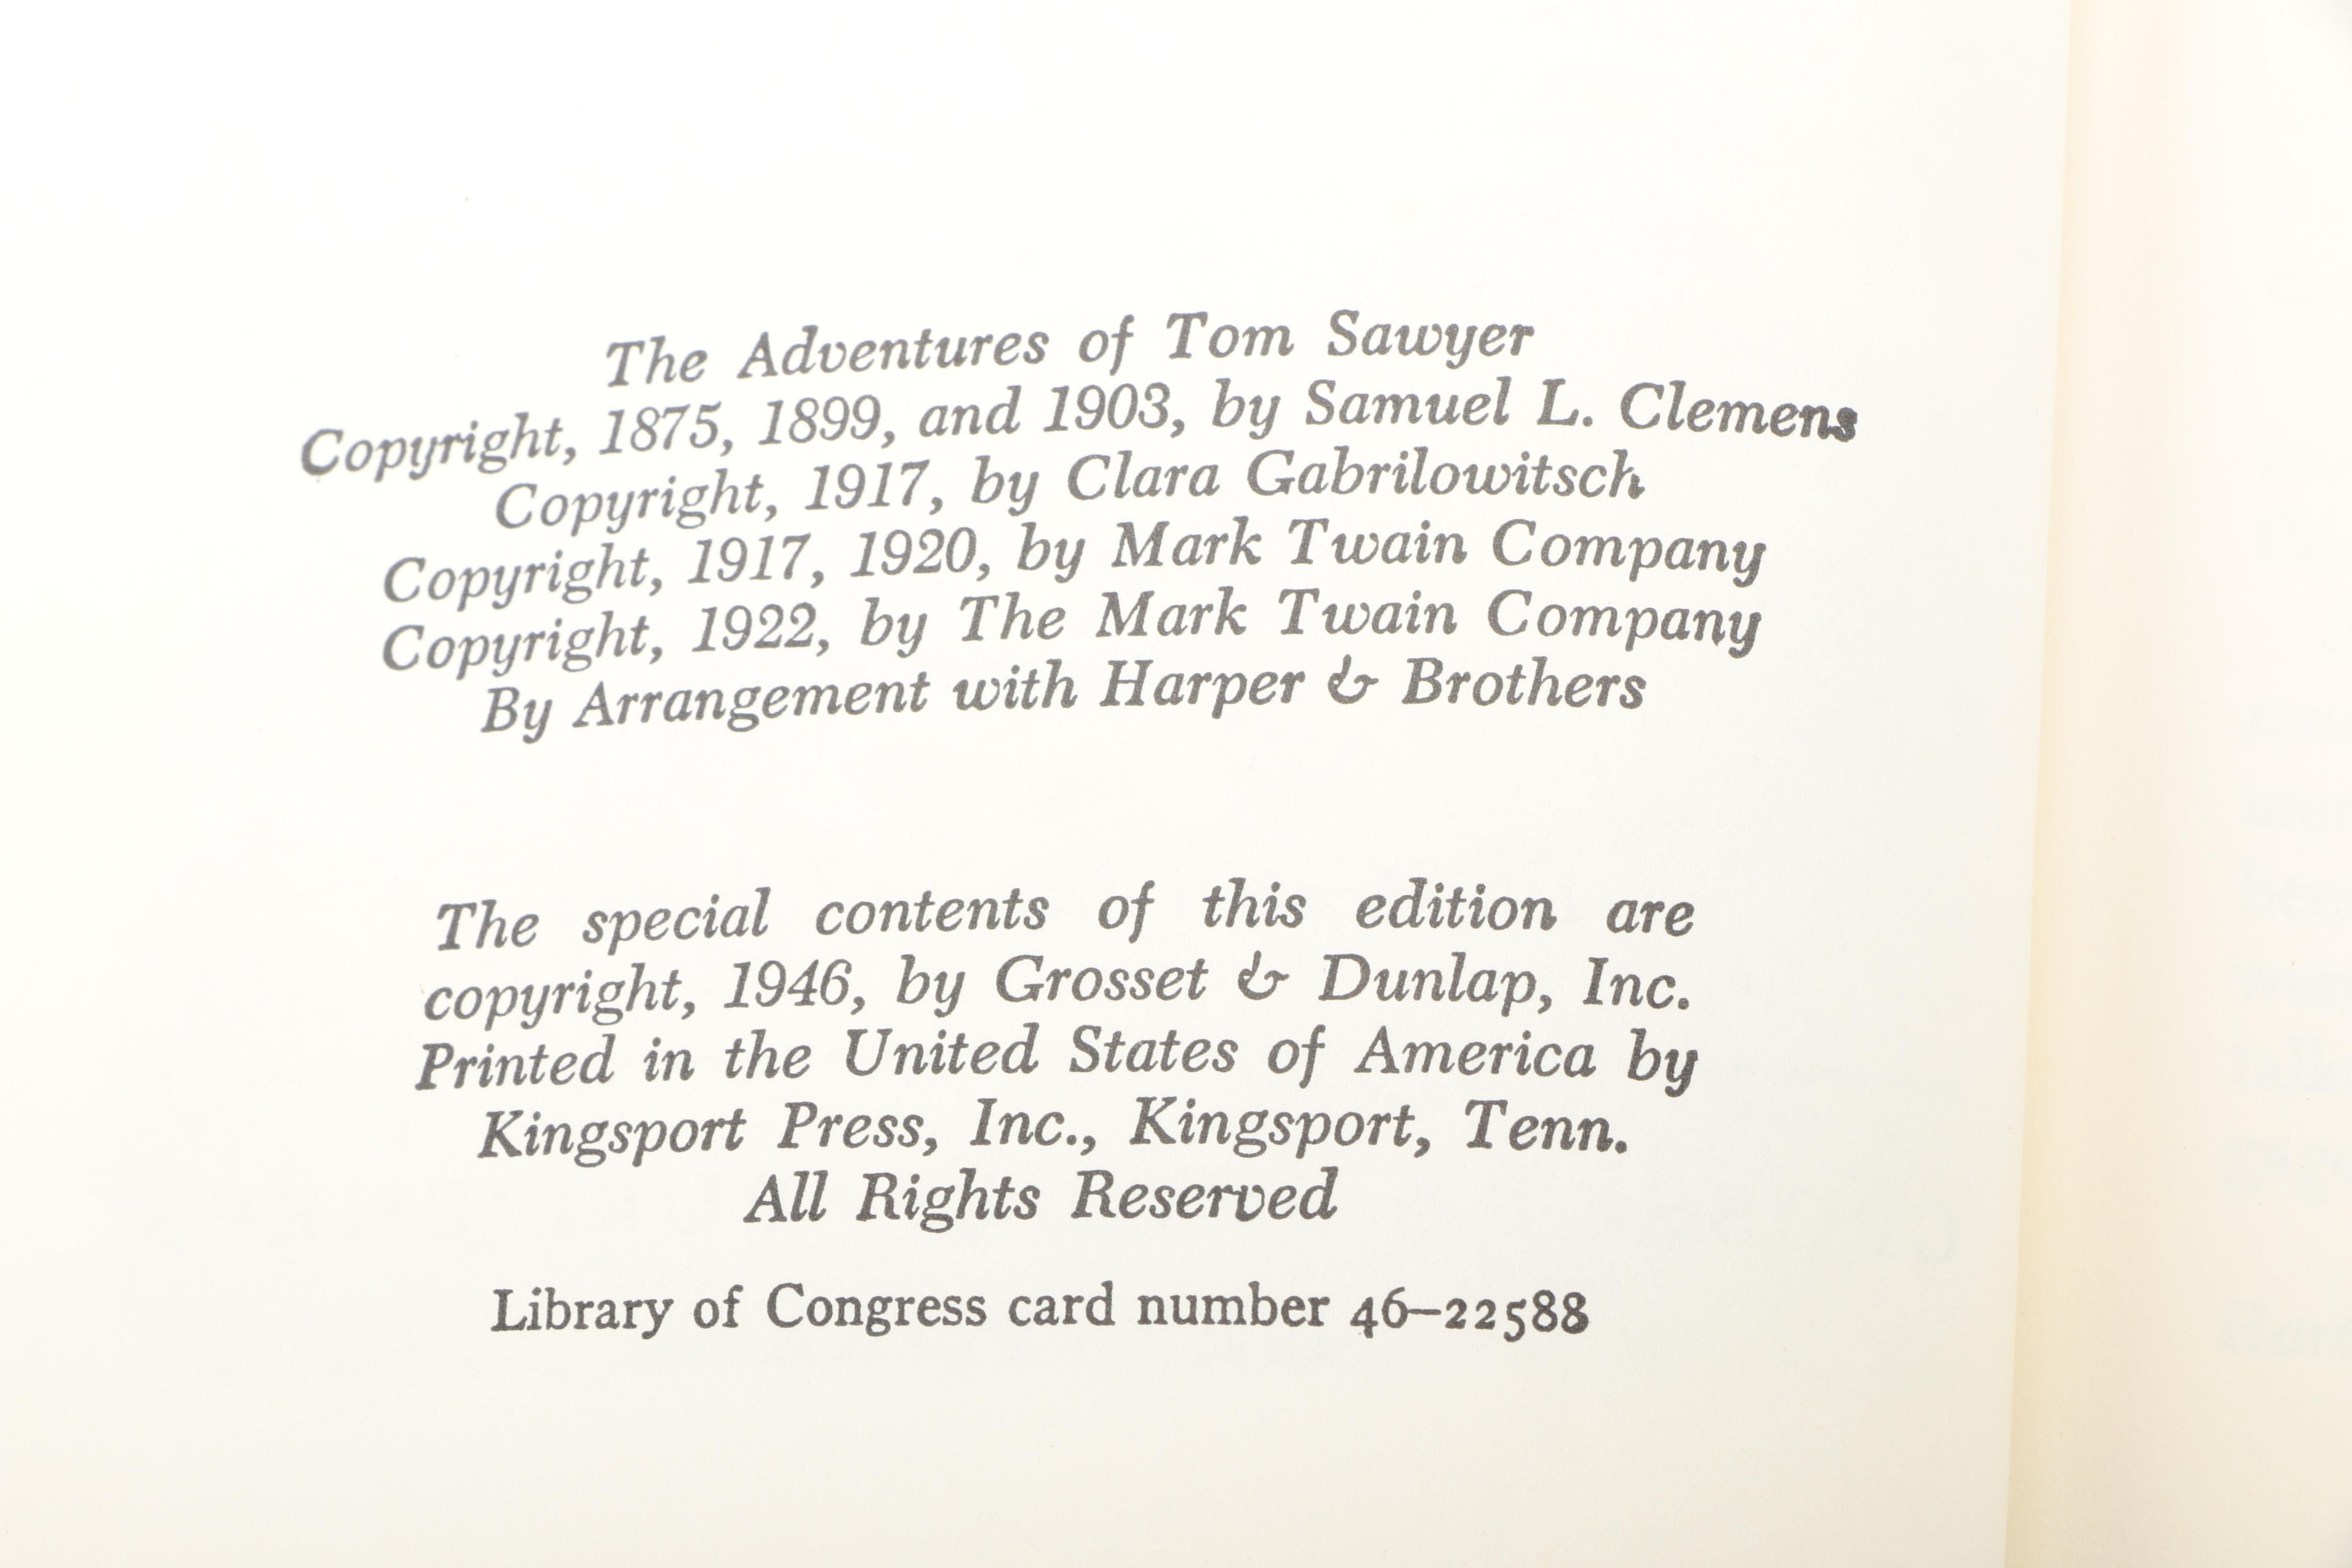 The Adventures of Tom Sawyer
Copyright, 1875, 1899, and 1903, by Samuel L. Clemens
Copyright, 1917, by Clara Gabrilowitsch
Copyright, 1917, 1920, by Mark Twain Company
Copyright, 1922, by The Mark Twain Company
By Arrangement with Harper & Brothers
The special contents of this edition are
copyright, 1946, by Grosset & Dunlap, Inc.
Printed in the United States of America by
Kingsport Press, Inc., Kingsport, Tenn.
All Rights Reserved
Library of Congress card number 46–22588